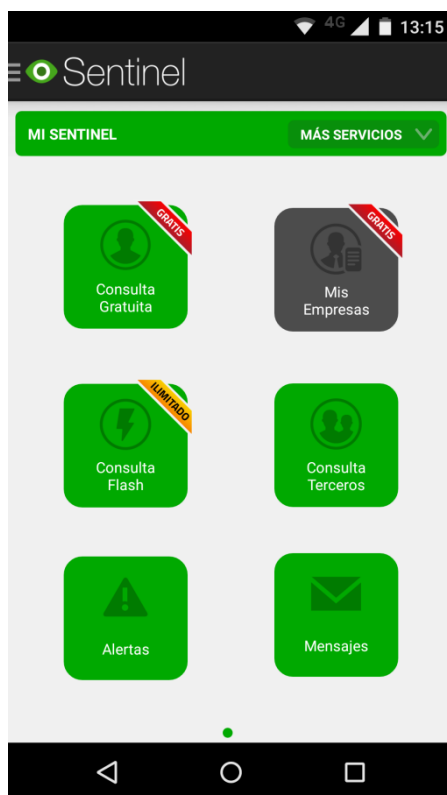 4G 13:15
Sentinel
MI SENTINEL MÁS SERVICIOS
GRATIS
Consulta
Gratuita
GRATIS
Mis
Empresas
ILIMITADO
Consulta
Flash
Consulta
Terceros
Alertas
Mensajes